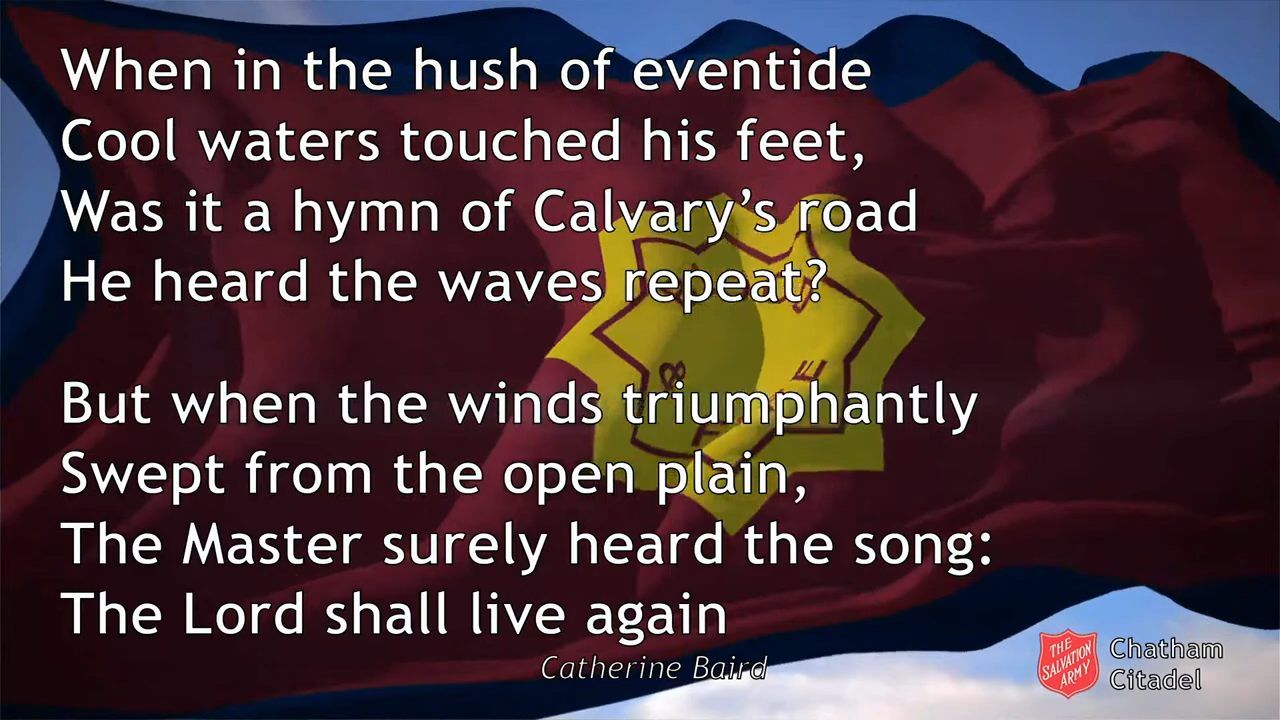 When in the hush of eventide
Cool waters touched his feet,
Was it a hymn of Calvary’s road
He heard the waves repeat?
But when the winds triumphantly
Swept from the open plain,
The Master surely heard the song:
The Lord shall live again
Catherine Baird
THE
SALVATION
ARMY
Chatham
Citadel